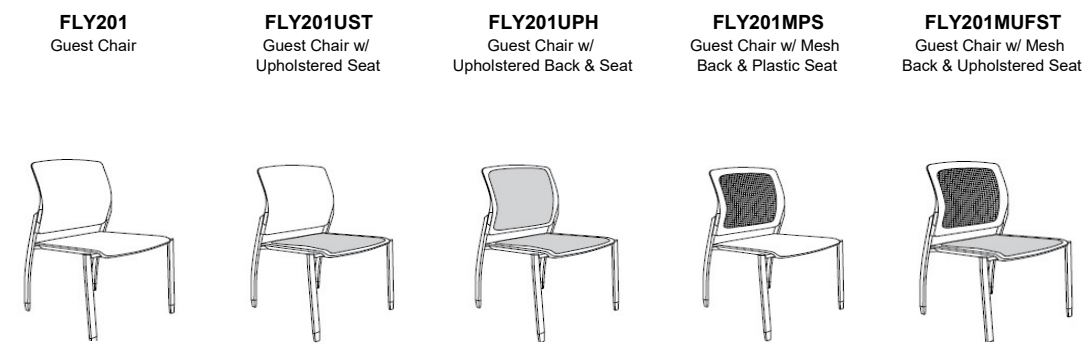 FLY201
Guest Chair
FLY201UST
Guest Chair w/
Upholstered Seat
FLY201UPH
Guest Chair w/
Upholstered Back & Seat
FLY201MPS
Guest Chair w/ Mesh
Back & Plastic Seat
FLY201MUFST
Guest Chair w/ Mesh
Back & Upholstered Seat